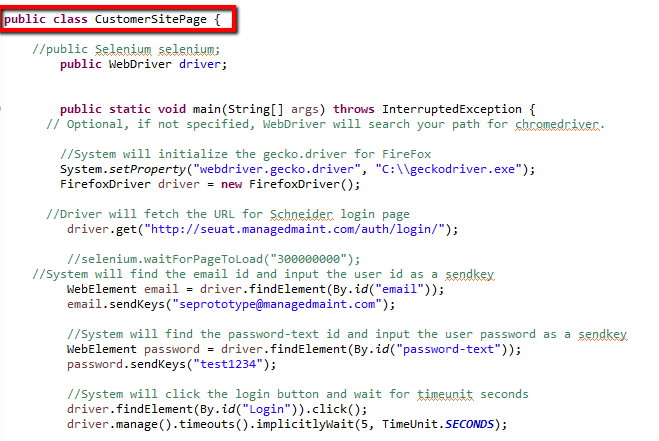 public class CustomerSitePage {
//public Selenium selenium;
public WebDriver driver;
public static void main(String[] args) throws InterruptedException {
// Optional, if not specified, WebDriver will search your path for chromedriver.
//System will initialize the gecko.driver for FireFox
System.setProperty("webdriver.gecko.driver", "C:\\geckodriver.exe");
FirefoxDriver driver = new FirefoxDriver();
//Driver will fetch the URL for Schneider login page
driver.get("http://seuat.managedmaint.com/auth/login/");
//selenium.waitForPageToLoad("300000000");
//System will find the email id and input the user id as a sendkey
WebElement email = driver.findElement(By.id("email"));
email.sendKeys("seprototype@managedmaint.com");
//System will find the password-text id and input the user password as a sendkey
WebElement password = driver.findElement(By.id("password-text"));
password.sendKeys("test1234");
//System will click the login button and wait for timeunit seconds
driver.findElement(By.id("Login")).click();
driver.manage().timeouts().implicitlyWait(5, TimeUnit.SECONDS);